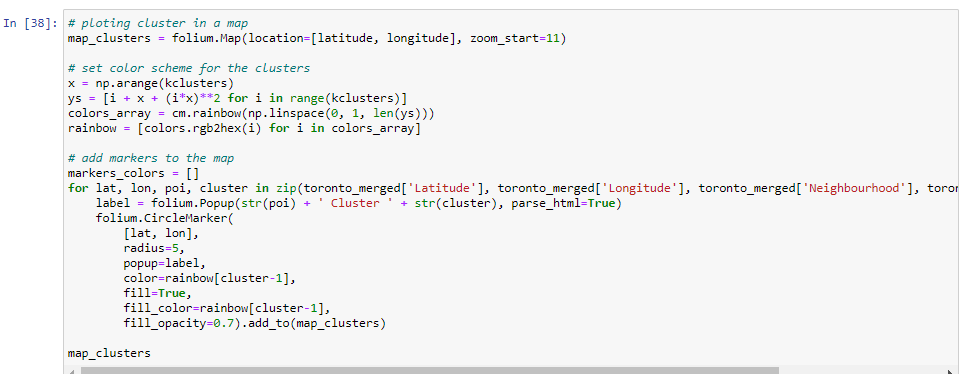 In [38]:
# ploting cluster in a map
map_clusters = folium.Map(location=[latitude, longitude], zoom_start=11)
# set color scheme for the clusters
x = np.arange(kclusters)
ys = [i + x + (i*x)**2 for i in range(kclusters)]
colors_array = cm.rainbow(np.linspace(0, 1, len(ys)))
rainbow = [colors.rgb2hex(i) for i in colors_array]
# add markers to the map
markers_colors = []
for lat, lon, poi, cluster in zip(toronto_merged['Latitude'], toronto_merged['Longitude'], toronto_merged['Neighbourhood'], toror
    label = folium.Popup(str(poi) + ' Cluster ' + str(cluster), parse_html=True)
    folium.CircleMarker(
        [lat, lon],
        radius=5,
        popup=label,
        color=rainbow[cluster-1],
        fill=True,
        fill_color=rainbow[cluster-1],
        fill_opacity=0.7).add_to(map_clusters)
map_clusters